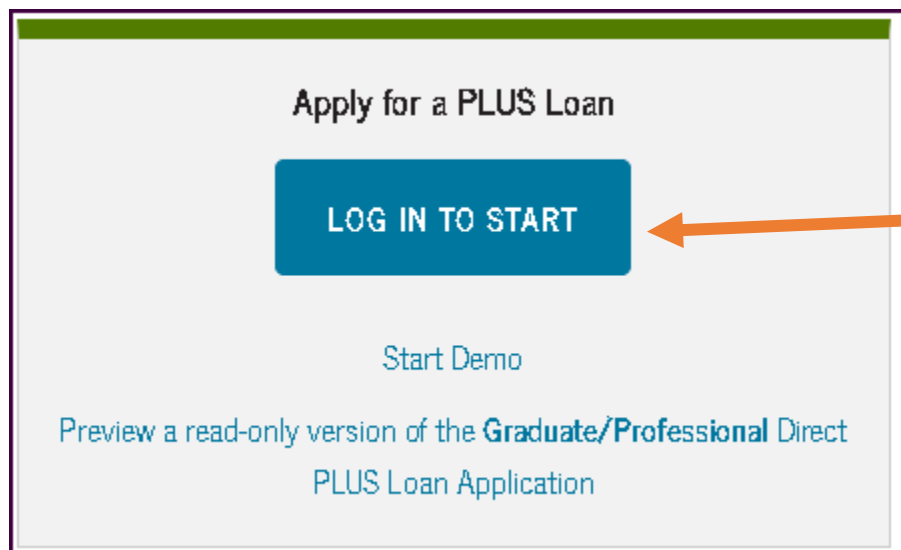 Apply for a PLUS Loan
LOG IN TO START
Start Demo
Preview a read-only version of the Graduate/Professional Direct
PLUS Loan Application